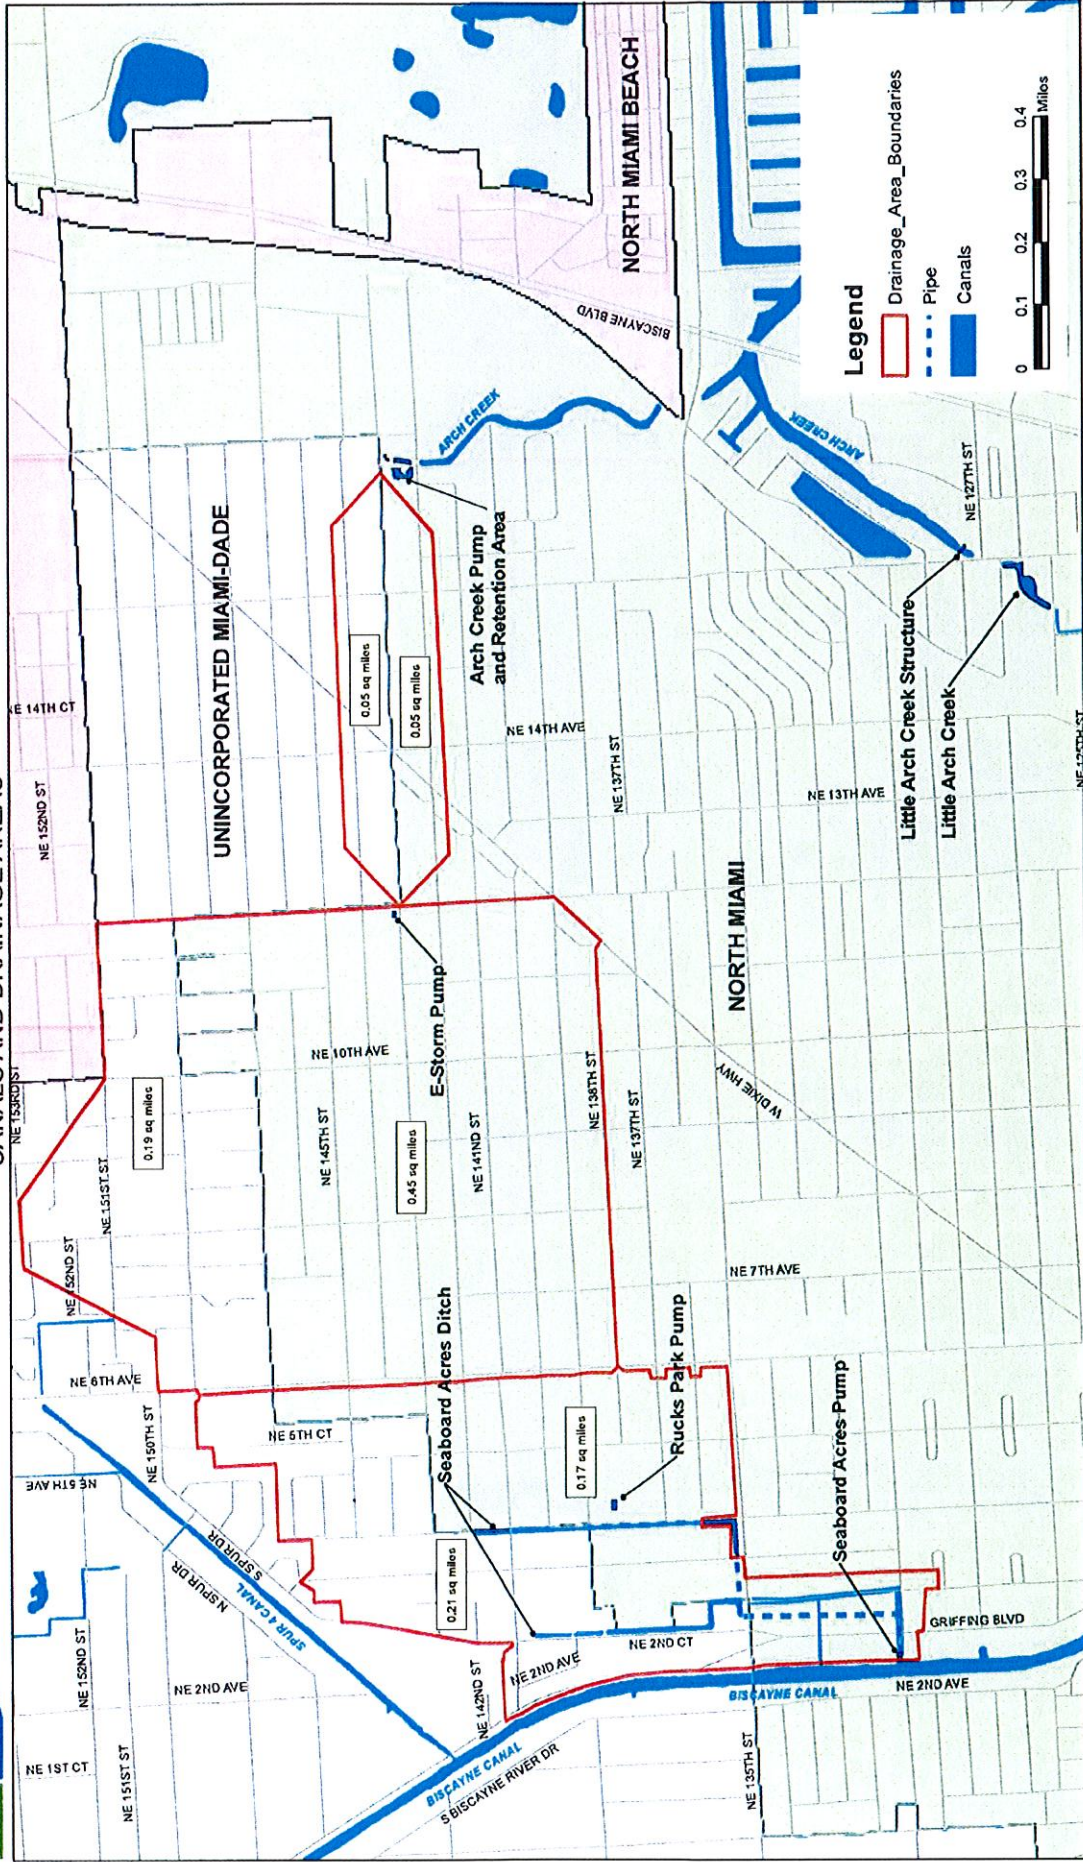 NE 153RD ST
NE 14TH CT
NE 152ND ST
UNINCORPORATED MIAMI-DADE
NORTH MIAMI BEACH
BISCAYNE BLVD
ARCH CREEK
Arch Creek Pump
and Retention Area
0.05 sq miles
0.05 sq miles
NE 14TH AVE
NE 137TH ST
NE 13TH AVE
NORTH MIAMI
ARCH CREEK
NE 127TH ST
Little Arch Creek Structure
Little Arch Creek
NE 125TH ST
Legend
Drainage_Area_Boundaries
Pipe
Canals
0 0.1 0.2 0.3 0.4
Miles
0.19 sq miles
NE 151ST ST
NE 152ND ST
NE 10TH AVE
NE 145TH ST
E-Storm Pump
0.45 sq miles
NE 141ND ST
NE 138TH ST
NE 137TH ST
W DIXIE HWY
NE 7TH AVE
NE 6TH AVE
NE 150TH ST
NE 5TH CT
NE 5TH AVE
S SPUR DR
N SPUR DR
SPUR 4 CANAL
Seaboard Acres Ditch
0.17 sq miles
Rucks Park Pump
0.21 sq miles
Seaboard Acres Pump
NE 2ND CT
NE 2ND AVE
NE 142ND ST
GRIFFING BLVD
NE 2ND AVE
BISCAYNE CANAL
BISCAYNE CANAL
S BISCAYNE RIVER DR
NE 135TH ST
NE 152ND ST
NE 2ND AVE
NE 1ST CT
NE 151ST ST